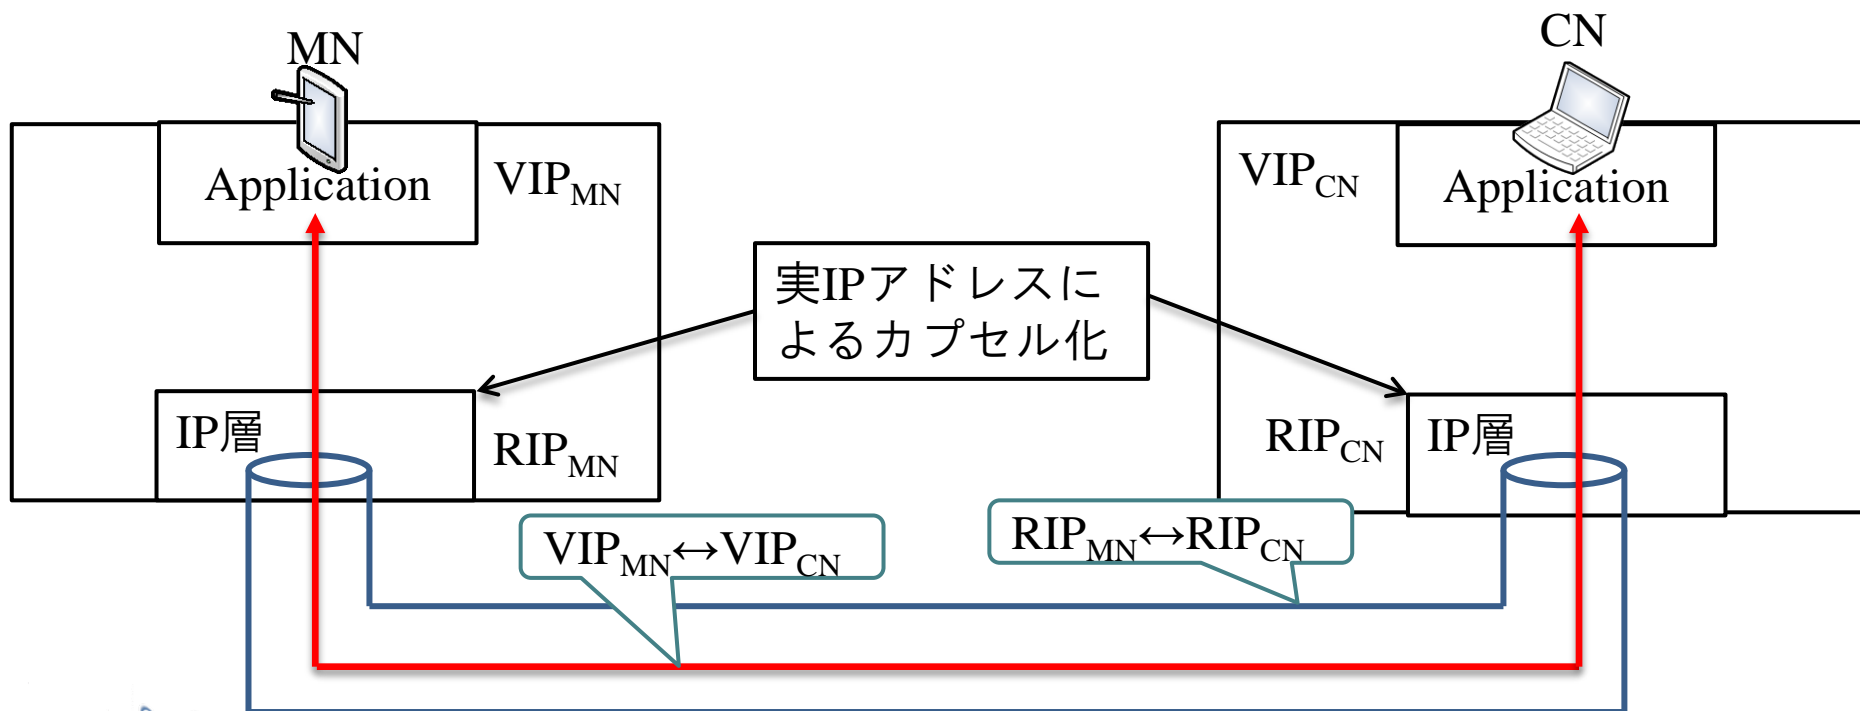 MN
CN
Application
VIPMN
VIPCN
Application
実IPアドレスに
よるカプセル化
IP層
RIPMN
RIPCN
IP層
VIPMN↔VIPCN
RIPMN↔RIPCN